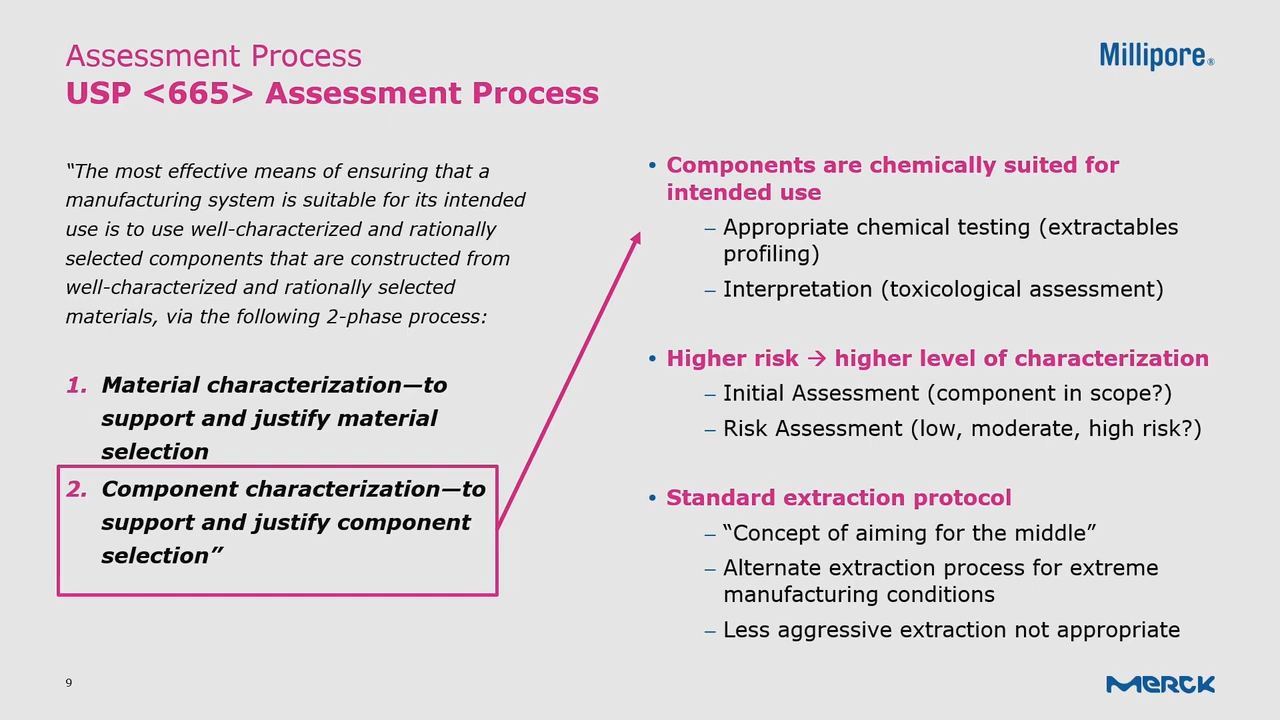 Assessment Process
USP <665> Assessment Process
Millipore®
“The most effective means of ensuring that a
manufacturing system is suitable for its intended
use is to use well-characterized and rationally
selected components that are constructed from
well-characterized and rationally selected
materials, via the following 2-phase process:
1. Material characterization—to
support and justify material
selection
2. Component characterization—to
support and justify component
selection”
• Components are chemically suited for
intended use
– Appropriate chemical testing (extractables
profiling)
– Interpretation (toxicological assessment)
• Higher risk → higher level of characterization
– Initial Assessment (component in scope?)
– Risk Assessment (low, moderate, high risk?)
• Standard extraction protocol
– “Concept of aiming for the middle”
– Alternate extraction process for extreme
manufacturing conditions
– Less aggressive extraction not appropriate
9
MERCK